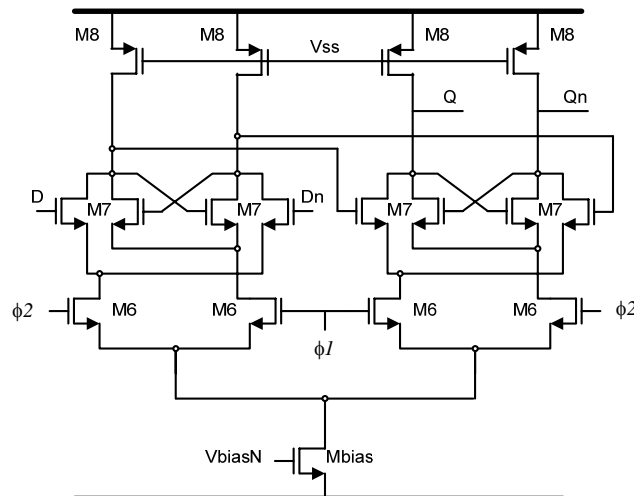 M8 M8 Vss M8 M8
Q Qn
D M7 M7 Dn M7 M7
ϕ2 M6 M6 M6 M6 ϕ2
ϕ1
VbiasN Mbias